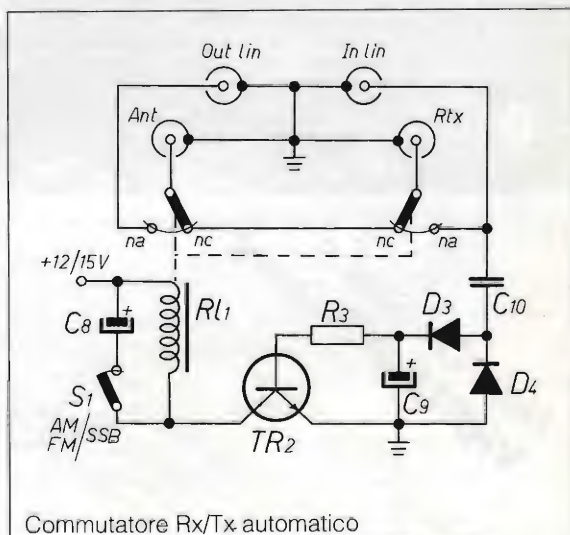 Out lin In lin
Ant Rtx
na nc nc na
+12/15V
C8 + Rl1 R3 D3 C10
S1 + C9 D4
AM/SSB
FM
TR2
Commutatore Rx/Tx automatico